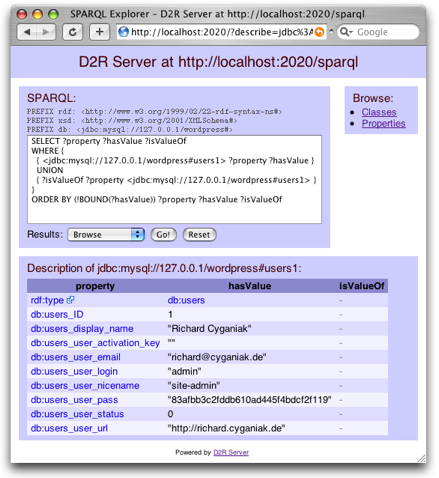 SPARQL Explorer – D2R Server at http://localhost:2020/sparql
http://localhost:2020/?describe=jdbc%3A
Google
D2R Server at http://localhost:2020/sparql
SPARQL:
PREFIX rdf: <http://www.w3.org/1999/02/22-rdf-syntax-ns#>
PREFIX xsd: <http://www.w3.org/2001/XMLSchema#>
PREFIX db: <jdbc:mysql://127.0.0.1/wordpress#>
SELECT ?property ?hasValue ?isValueOf
WHERE {
{ <jdbc:mysql://127.0.0.1/wordpress#users1> ?property ?hasValue }
UNION
{ ?isValueOf ?property <jdbc:mysql://127.0.0.1/wordpress#users1> }
}
ORDER BY (!BOUND(?hasValue)) ?property ?hasValue ?isValueOf
Results: Browse Go! Reset
Browse:
• Classes
• Properties
Description of jdbc:mysql://127.0.0.1/wordpress#users1:
property hasValue isValueOf
rdf:type db:users -
db:users_ID 1 -
db:users_display_name "Richard Cyganiak" -
db:users_user_activation_key "" -
db:users_user_email "richard@cyganiak.de" -
db:users_user_login "admin" -
db:users_user_nicename "site-admin" -
db:users_user_pass "83afbb3c2fddb610ad445f4bdcf2f119" -
db:users_user_status 0 -
db:users_user_url "http://richard.cyganiak.de" -
Powered by D2R Server